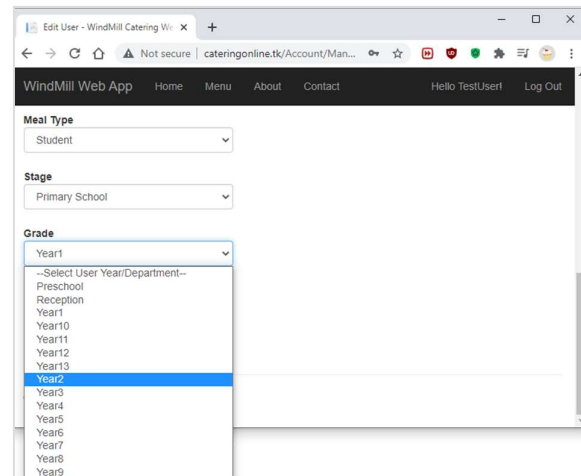 Edit User - WindMill Catering We
Not secure | cateringonline.tk/Account/Man...
WindMill Web App Home Menu About Contact Hello TestUser! Log Out
Meal Type
Student
Stage
Primary School
Grade
Year1
--Select User Year/Department--
Preschool
Reception
Year1
Year10
Year11
Year12
Year13
Year2
Year3
Year4
Year5
Year6
Year7
Year8
Year9